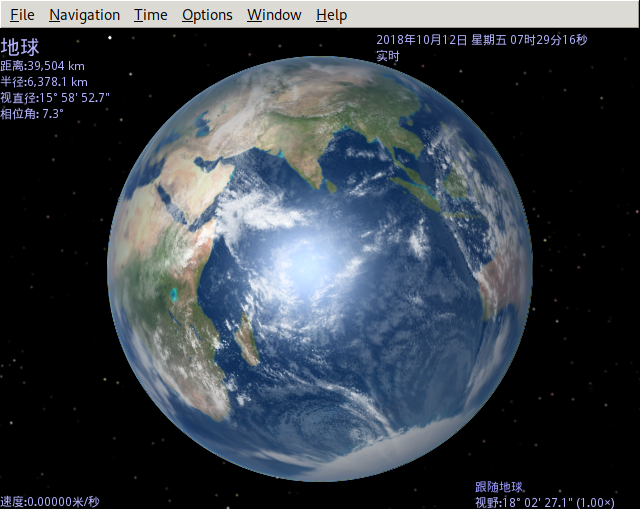 File Navigation Time Options Window Help
地球
距离:39,504 km
半径:6,378.1 km
视直径:15° 58' 52.7"
相位角: 7.3°
2018年10月12日 星期五 07时29分16秒
实时
速度:0.00000米/秒
跟随地球
视野:18° 02' 27.1" (1.00×)